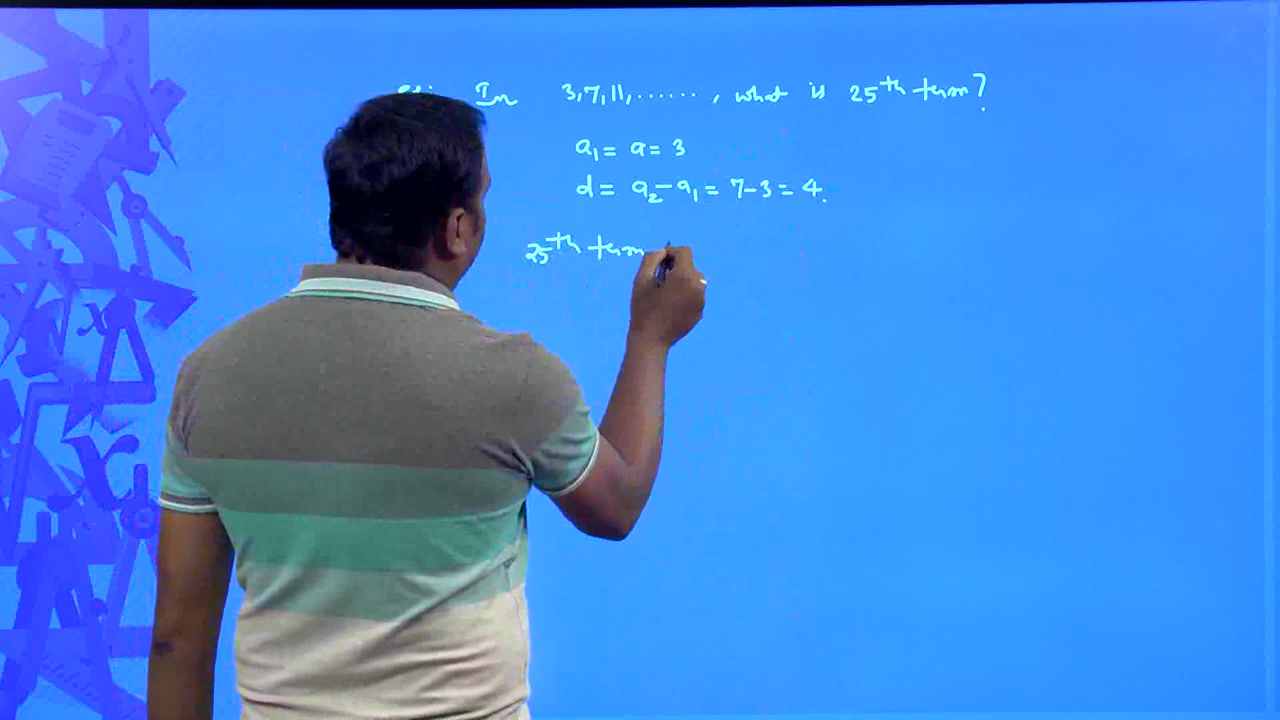 In 3,7,11,......, what is 25th term?
a1 = a = 3
d = a2-a1 = 7-3 = 4.
25th term